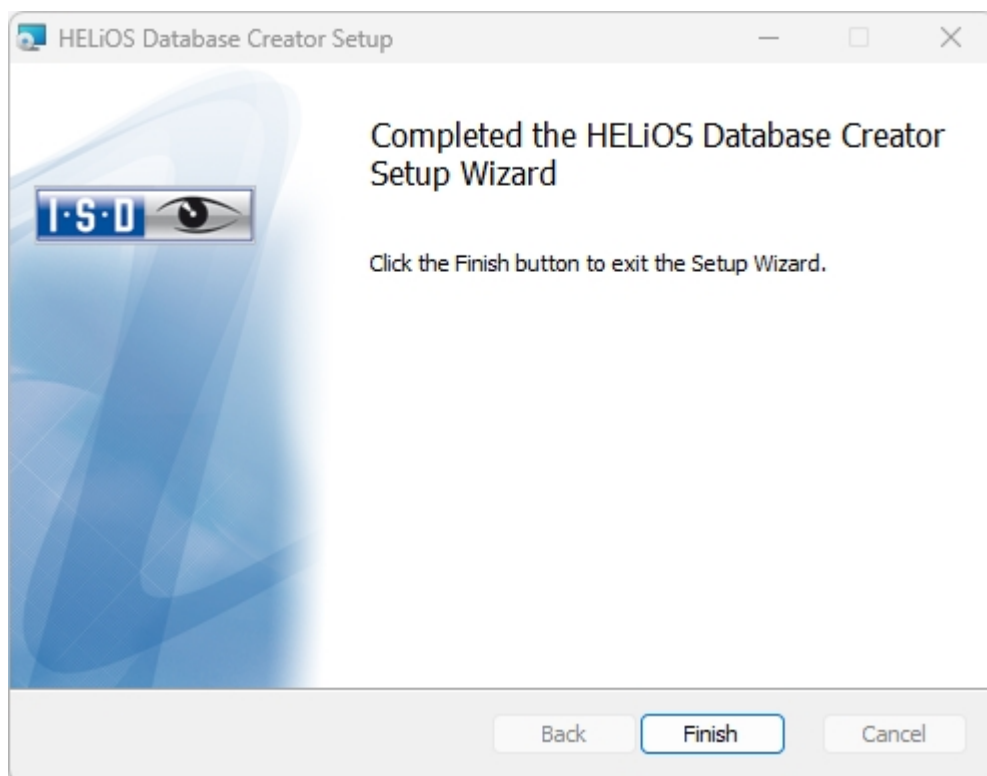 HELiOS Database Creator Setup
I·S·D
Completed the HELiOS Database Creator
Setup Wizard
Click the Finish button to exit the Setup Wizard.
Back
Finish
Cancel